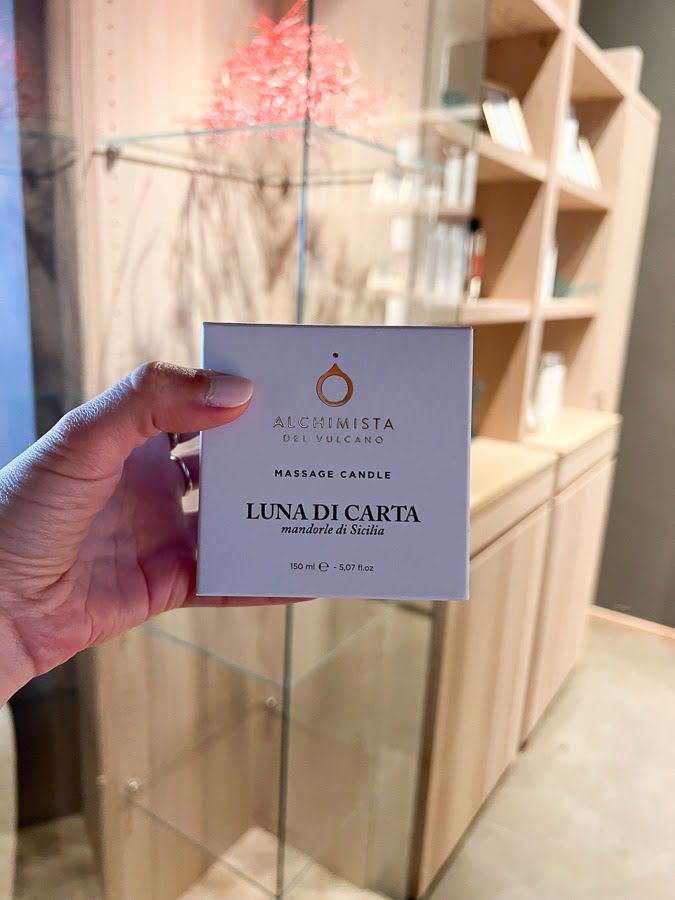 ALCHIMISTA
DEL VULCANO
MASSAGE CANDLE
LUNA DI CARTA
mandorle di Sicilia
150 ml ℮ - 5,07 fl.oz